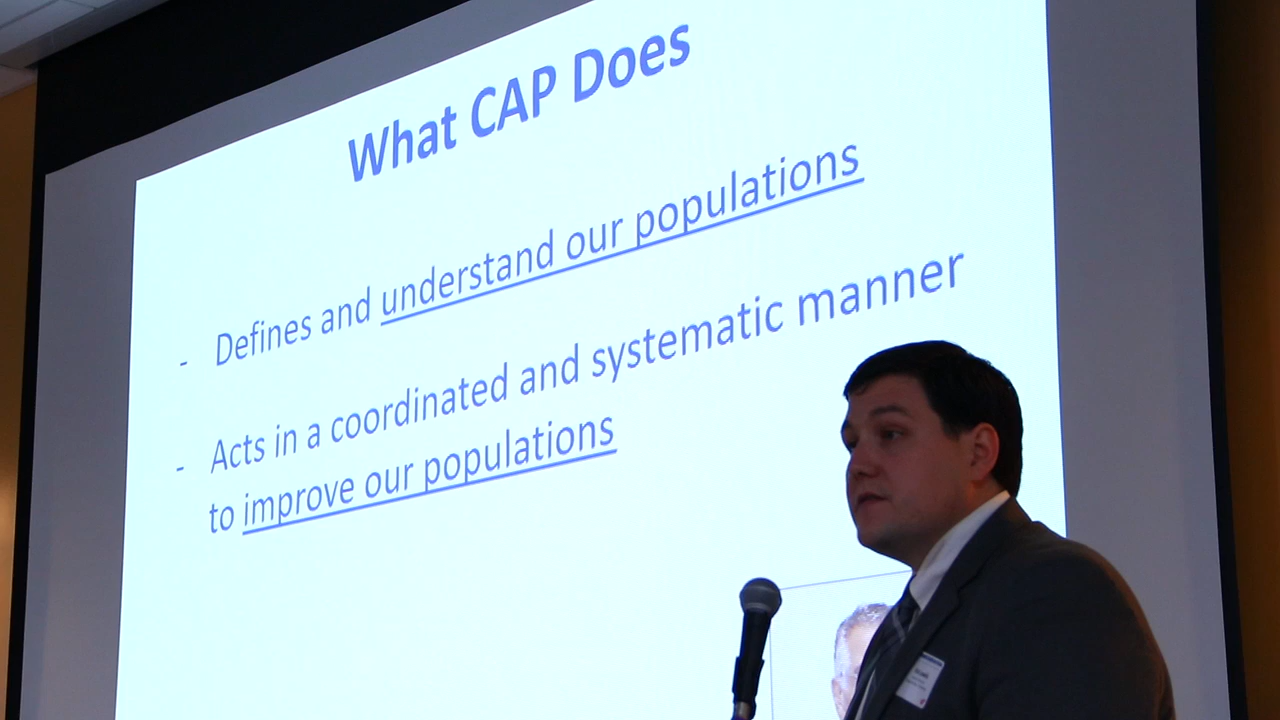 What CAP Does
- Defines and understand our populations
- Acts in a coordinated and systematic manner
to improve our populations